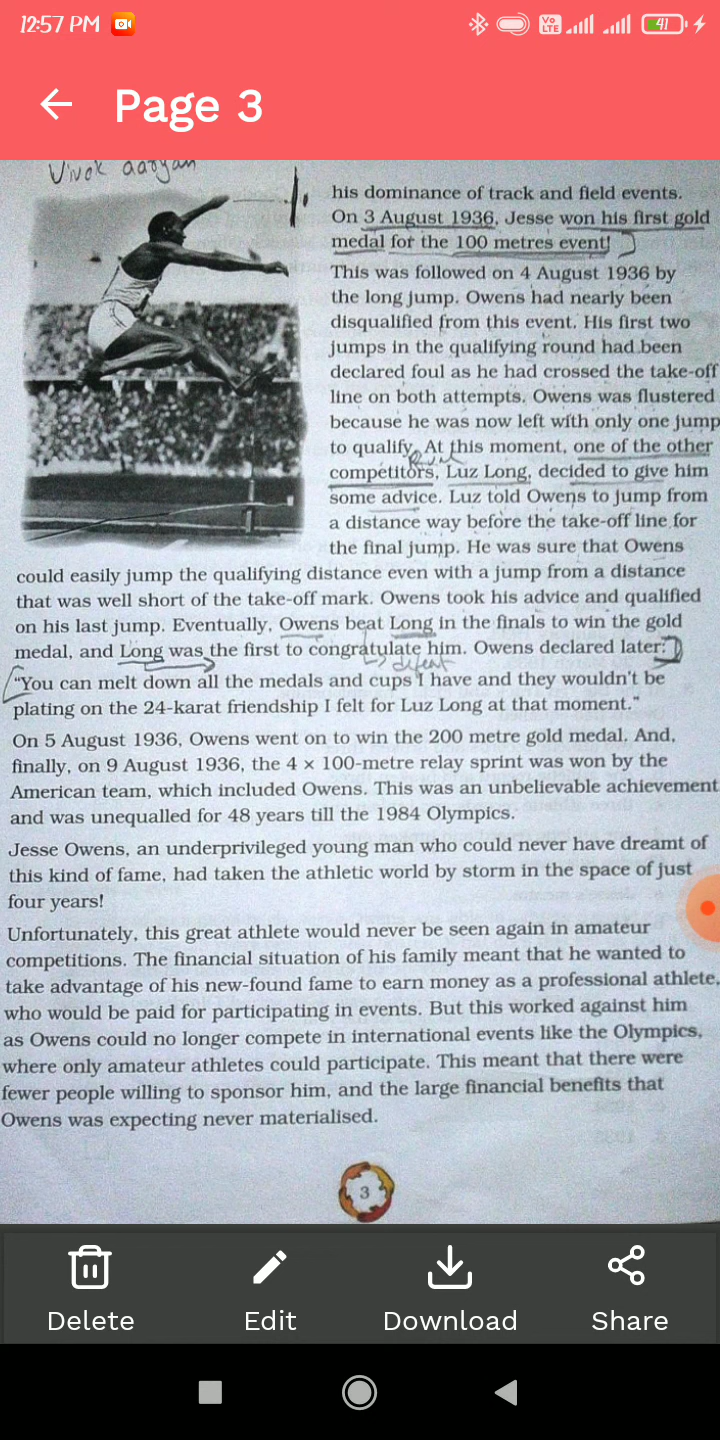 12:57 PM
Vo LTE
41
Page 3
Vivek aaryan
his dominance of track and field events.
On 3 August 1936, Jesse won his first gold
medal for the 100 metres event!
This was followed on 4 August 1936 by
the long jump. Owens had nearly been
disqualified from this event. His first two
jumps in the qualifying round had been
declared foul as he had crossed the take-off
line on both attempts. Owens was flustered
because he was now left with only one jump
to qualify. At this moment, one of the other
competitors, Luz Long, decided to give him
some advice. Luz told Owens to jump from
a distance way before the take-off line for
the final jump. He was sure that Owens
could easily jump the qualifying distance even with a jump from a distance
that was well short of the take-off mark. Owens took his advice and qualified
on his last jump. Eventually, Owens beat Long in the finals to win the gold
medal, and Long was the first to congratulate him. Owens declared later:
defeat
"You can melt down all the medals and cups I have and they wouldn't be
plating on the 24-karat friendship I felt for Luz Long at that moment."
On 5 August 1936, Owens went on to win the 200 metre gold medal. And,
finally, on 9 August 1936, the 4 × 100-metre relay sprint was won by the
American team, which included Owens. This was an unbelievable achievement
and was unequalled for 48 years till the 1984 Olympics.
Jesse Owens, an underprivileged young man who could never have dreamt of
this kind of fame, had taken the athletic world by storm in the space of just
four years!
Unfortunately, this great athlete would never be seen again in amateur
competitions. The financial situation of his family meant that he wanted to
take advantage of his new-found fame to earn money as a professional athlete,
who would be paid for participating in events. But this worked against him
as Owens could no longer compete in international events like the Olympics,
where only amateur athletes could participate. This meant that there were
fewer people willing to sponsor him, and the large financial benefits that
Owens was expecting never materialised.
3
Delete Edit Download Share